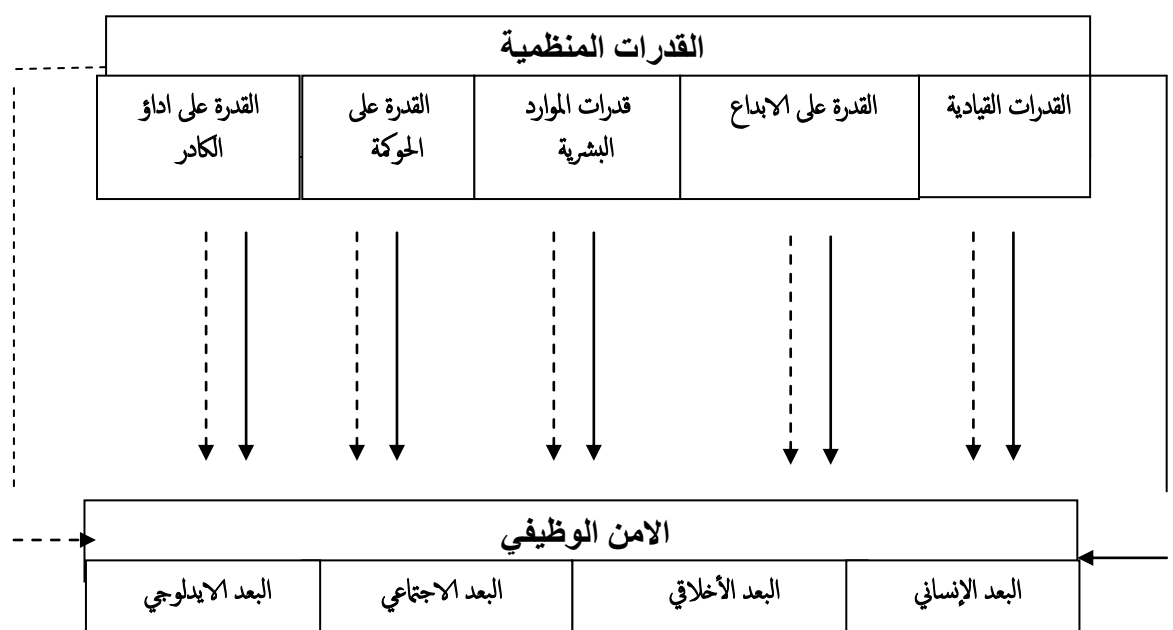 القدرات المنظمية
القدرات القيادية
القدرة على الابداع
قدرات الموارد
البشرية
القدرة على
الحوكمة
القدرة على اداؤ
الكادر
الامن الوظيفي
البعد الإنساني
البعد الأخلاقي
البعد الاجتماعي
البعد الايدلوجي